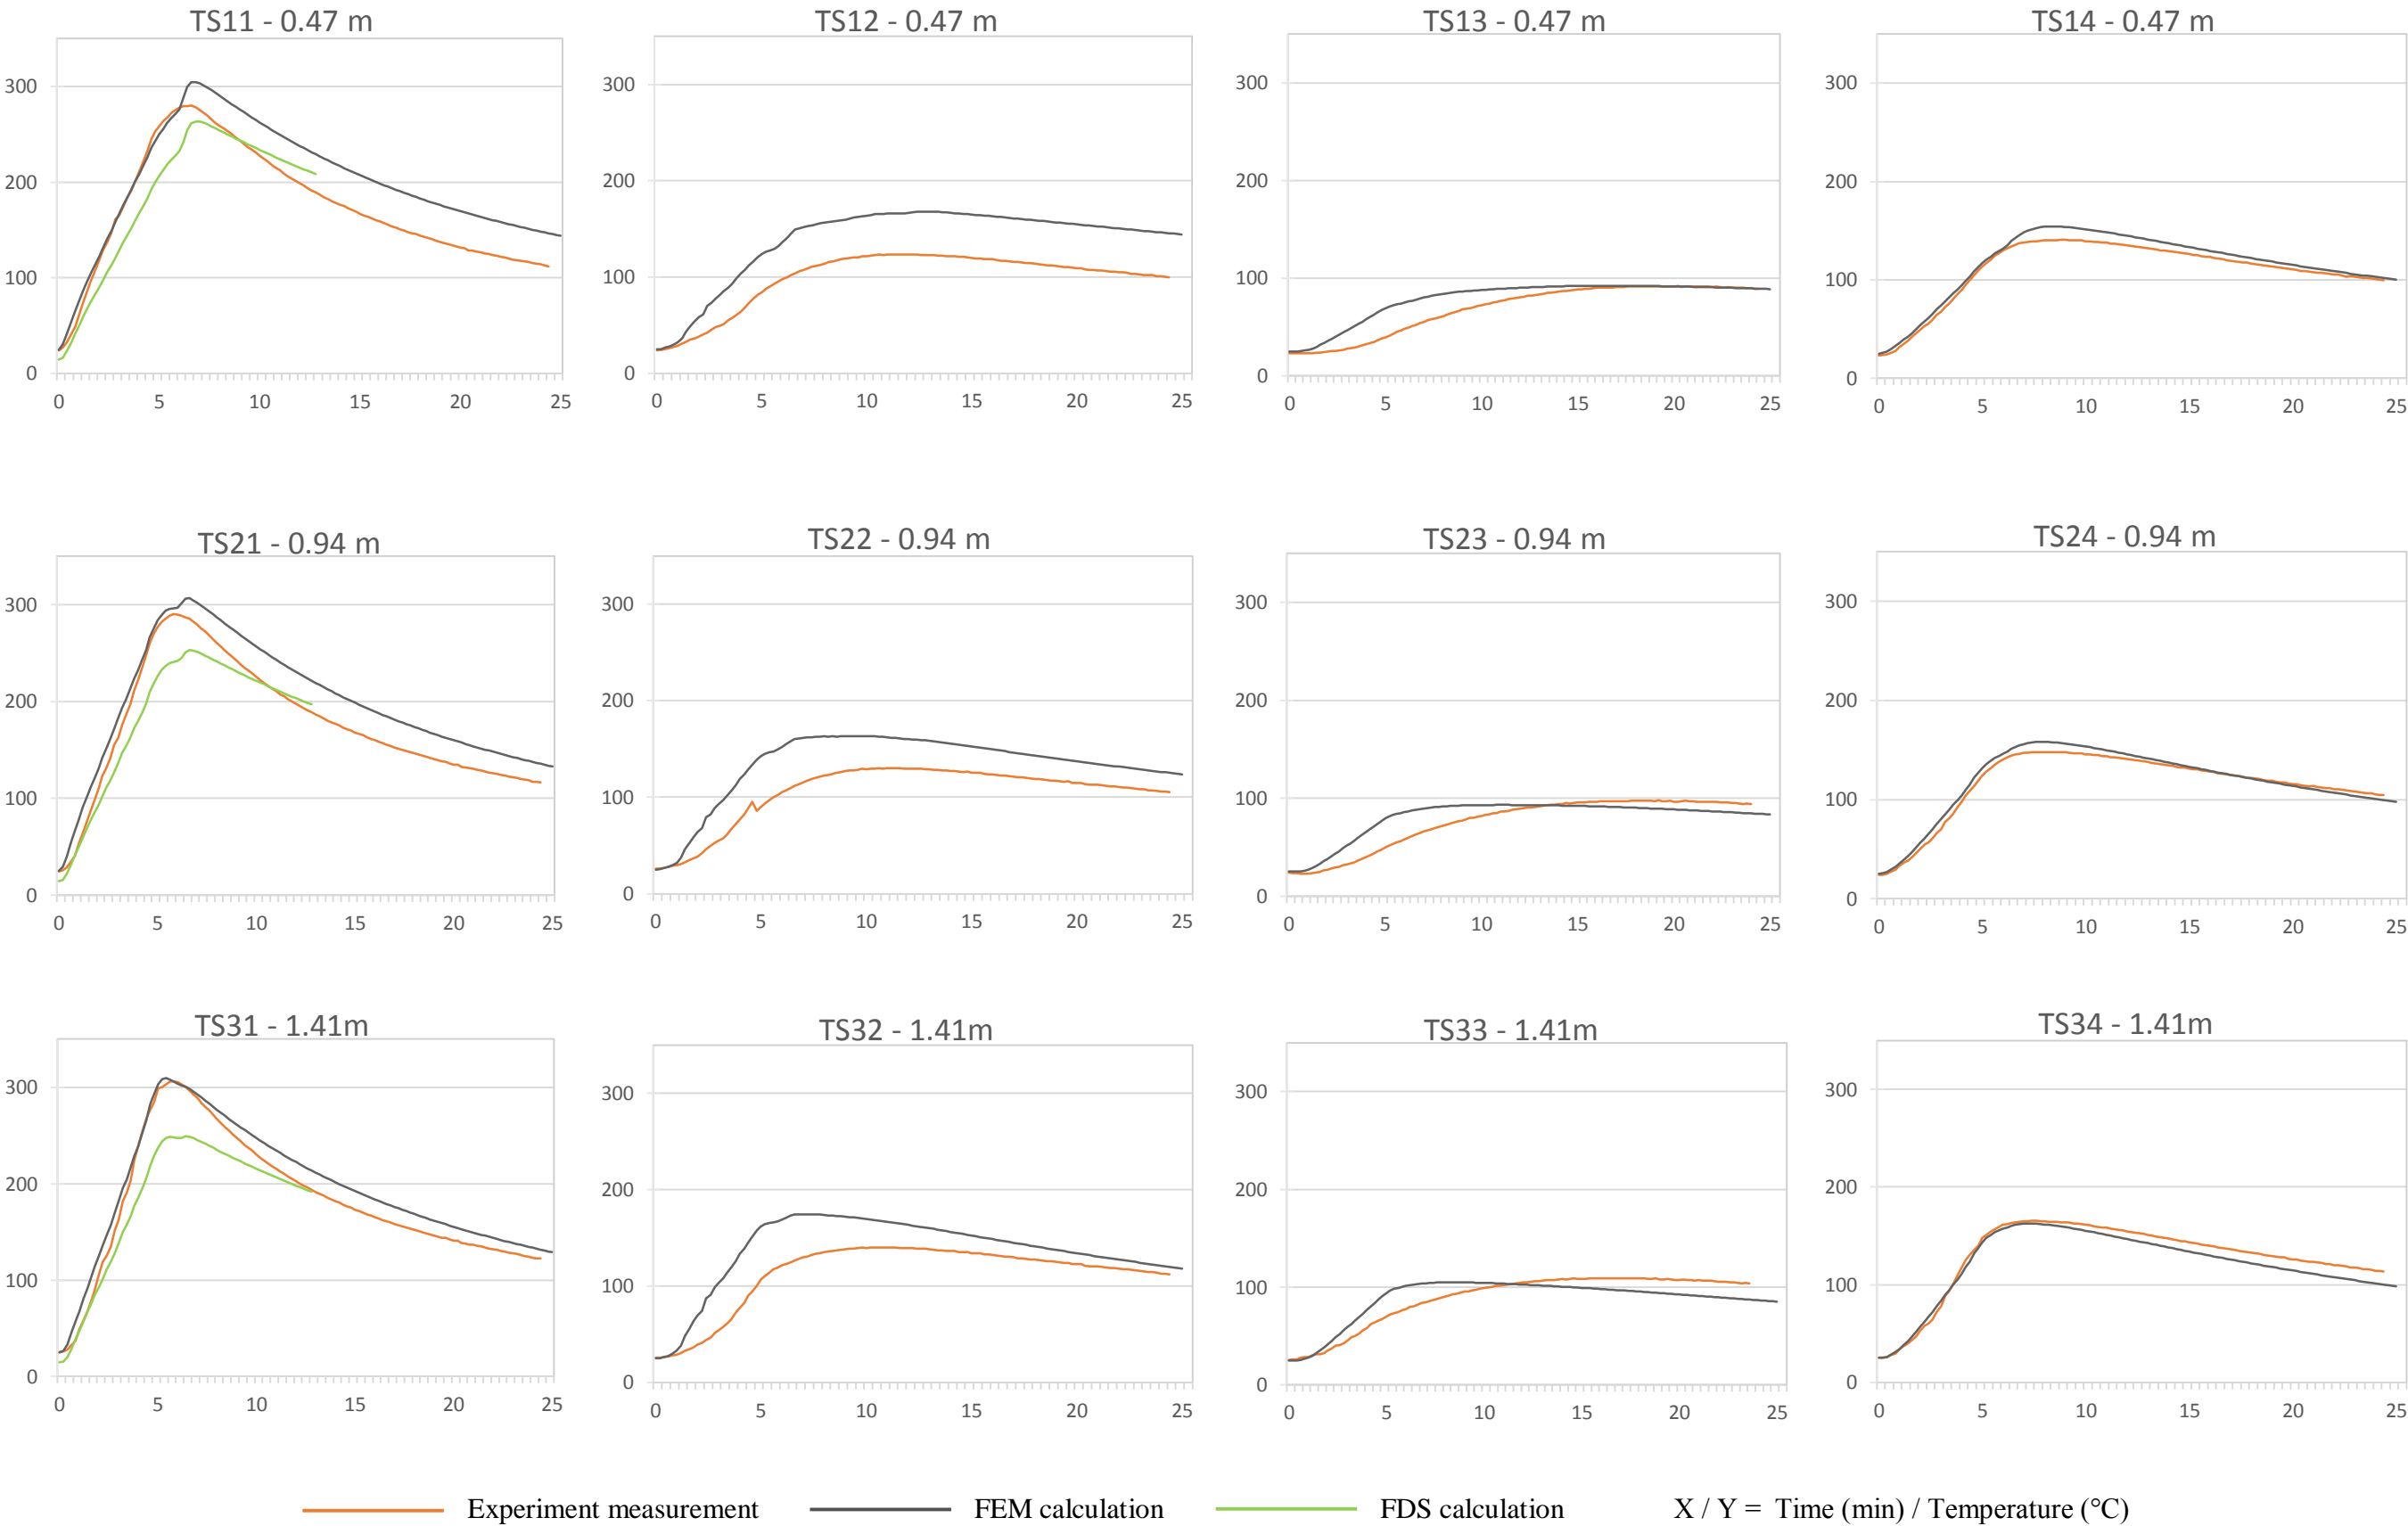 TS11 - 0.47 m
300
200
100
0
0 5 10 15 20 25
TS12 - 0.47 m
300
200
100
0
0 5 10 15 20 25
TS13 - 0.47 m
300
200
100
0
0 5 10 15 20 25
TS14 - 0.47 m
300
200
100
0
0 5 10 15 20 25
TS21 - 0.94 m
300
200
100
0
0 5 10 15 20 25
TS22 - 0.94 m
300
200
100
0
0 5 10 15 20 25
TS23 - 0.94 m
300
200
100
0
0 5 10 15 20 25
TS24 - 0.94 m
300
200
100
0
0 5 10 15 20 25
TS31 - 1.41m
300
200
100
0
0 5 10 15 20 25
TS32 - 1.41m
300
200
100
0
0 5 10 15 20 25
TS33 - 1.41m
300
200
100
0
0 5 10 15 20 25
TS34 - 1.41m
300
200
100
0
0 5 10 15 20 25
Experiment measurement FEM calculation FDS calculation X / Y = Time (min) / Temperature (°C)